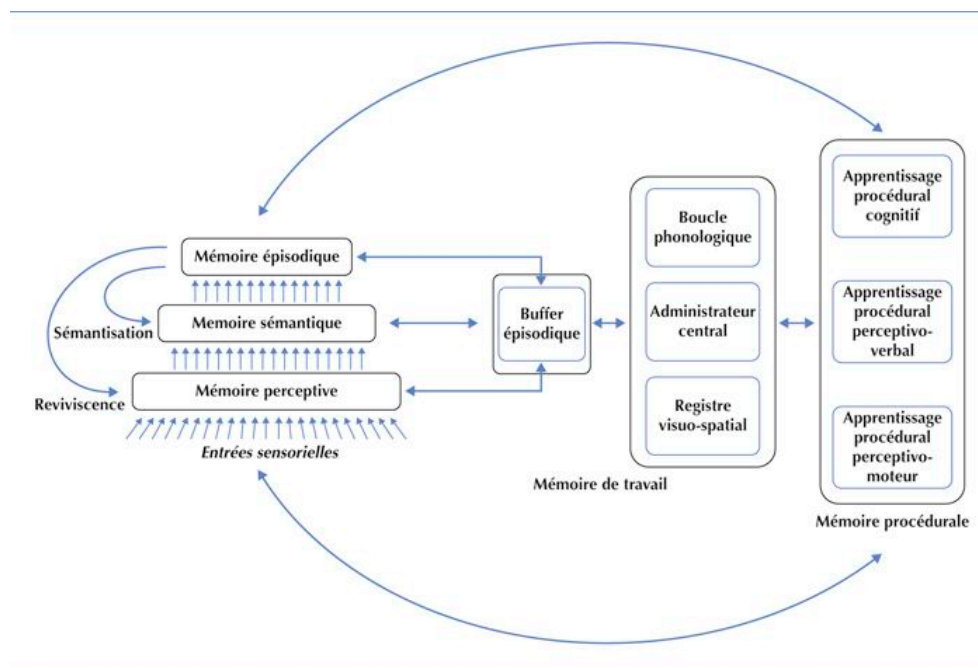 Mémoire épisodique
Sémantisation
Memoire sémantique
Reviviscence
Mémoire perceptive
Entrées sensorielles
Buffer
épisodique
Boucle
phonologique
Administrateur
central
Registre
visuo-spatial
Mémoire de travail
Apprentissage
procédural
cognitif
Apprentissage
procédural
perceptivo-
verbal
Apprentissage
procédural
perceptivo-
moteur
Mémoire procédurale